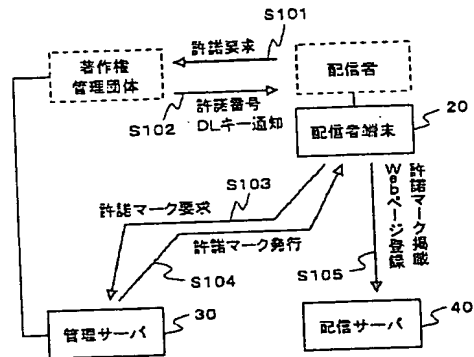 S101
許諾要求
著作権
管理団体
配信者
S102
許諾番号
DLキー通知
20
配信者端末
S103
許諾マーク要求
許諾マーク発行
許諾マーク掲載
Webページ登録
S104
S105
30
管理サーバ
40
配信サーバ